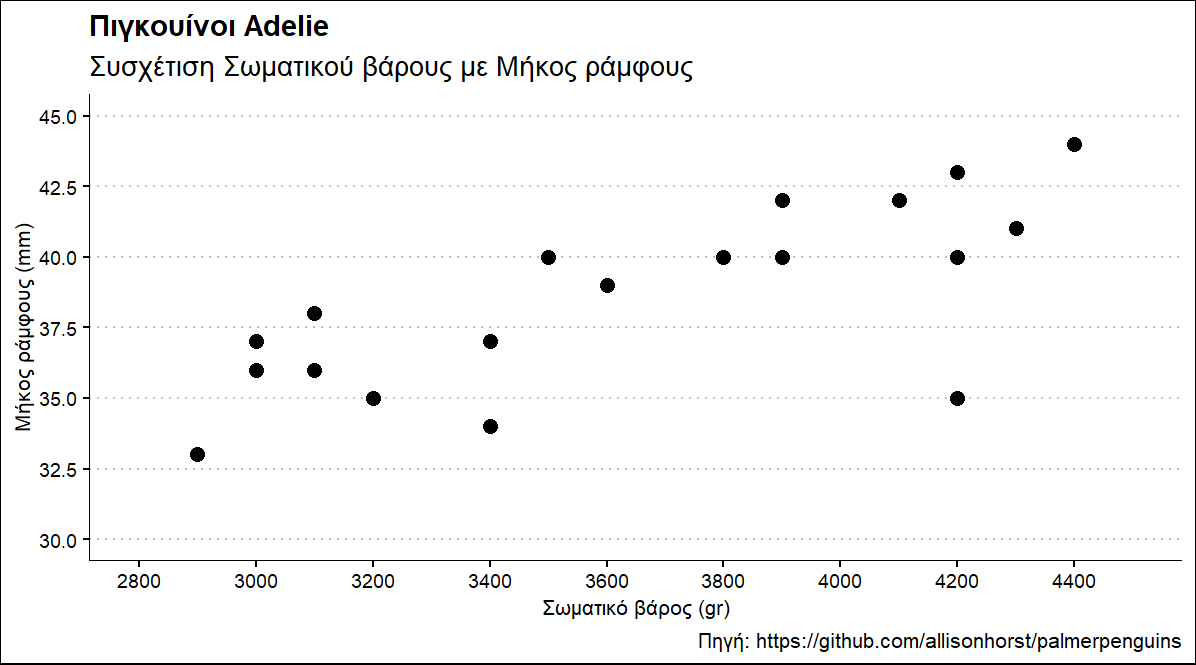 Πιγκουίνοι Adelie
Συσχέτιση Σωματικού βάρους με Μήκος ράμφους
Μήκος ράμφους (mm)
45.0
42.5
40.0
37.5
35.0
32.5
30.0
2800 3000 3200 3400 3600 3800 4000 4200 4400
Σωματικό βάρος (gr)
Πηγή: https://github.com/allisonhorst/palmerpenguins